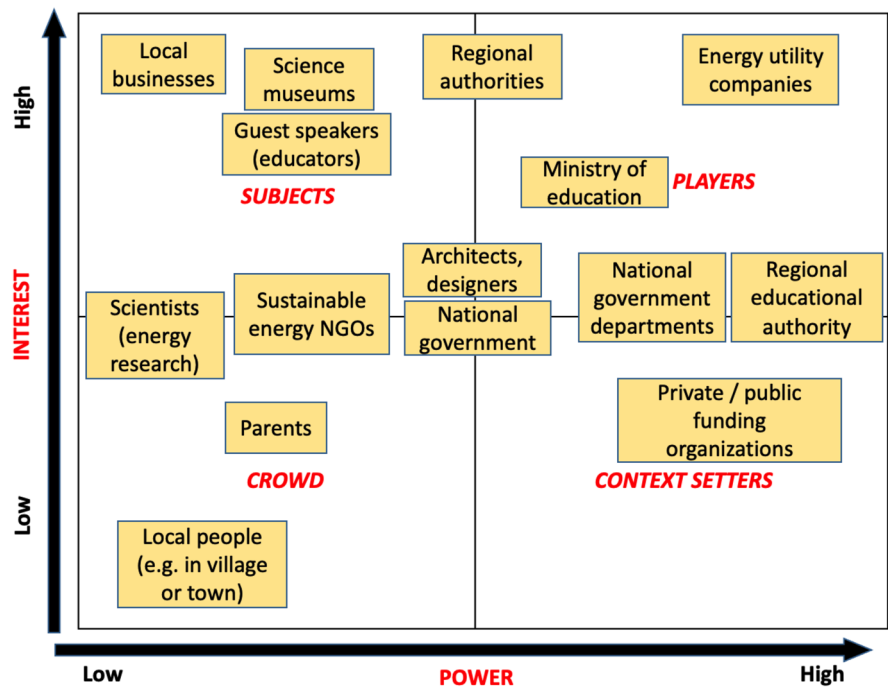 High
Local
businesses
Science
museums
Guest speakers
(educators)
SUBJECTS
Regional
authorities
Energy utility
companies
Ministry of
education
PLAYERS
INTEREST
Scientists
(energy
research)
Sustainable
energy NGOs
Architects,
designers
National
government
National
government
departments
Regional
educational
authority
Parents
CROWD
Private / public
funding
organizations
CONTEXT SETTERS
Low
Local people
(e.g. in village
or town)
Low
POWER
High